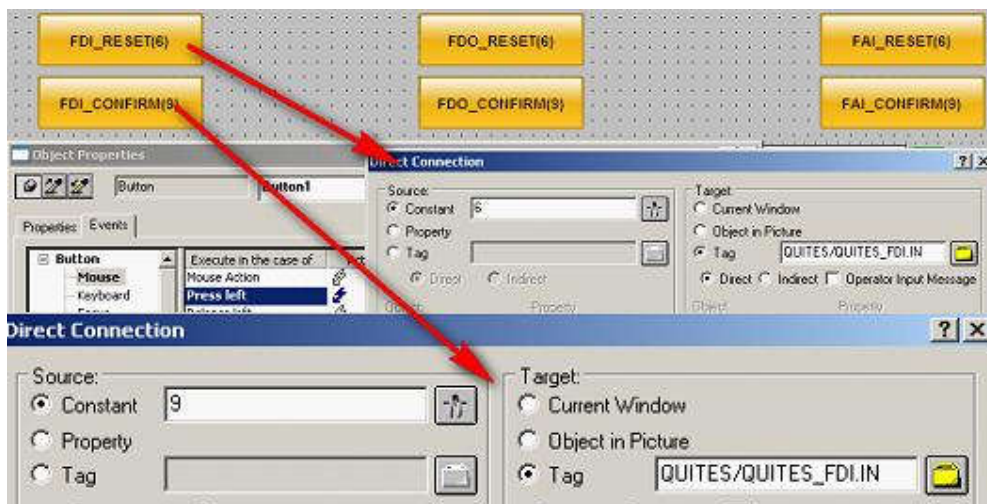 FDI_RESET(6)
FDO_RESET(6)
FAI_RESET(6)
FDI_CONFIRM(9)
FDO_CONFIRM(9)
FAI_CONFIRM(9)
Object Properties
Button
Button1
Properties
Events
Button
Mouse
Keyboard
Execute in the case of
Mouse Action
Press left
Direct Connection
Source:
Constant
6
Property
Tag
Direct
Indirect
Property
Target
Current Window
Object in Picture
Tag
QUITES/QUITES_FDI.IN
Direct
Indirect
Operator Input Message
Object
Property
Direct Connection
Source:
Constant
9
Property
Tag
Target:
Current Window
Object in Picture
Tag
QUITES/QUITES_FDI.IN